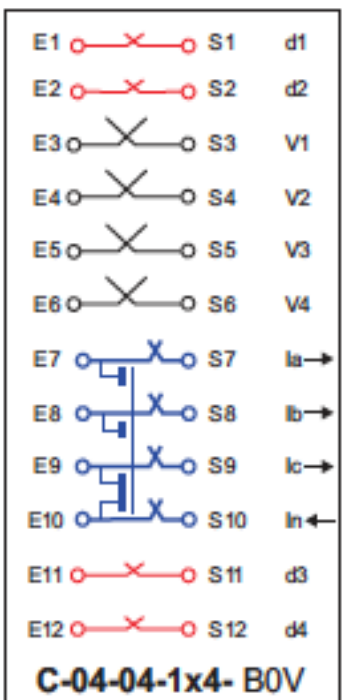 E1 S1 d1
E2 S2 d2
E3 S3 V1
E4 S4 V2
E5 S5 V3
E6 S6 V4
E7 S7 Ia→
E8 S8 Ib→
E9 S9 Ic→
E10 S10 In←
E11 S11 d3
E12 S12 d4
C-04-04-1x4- B0V